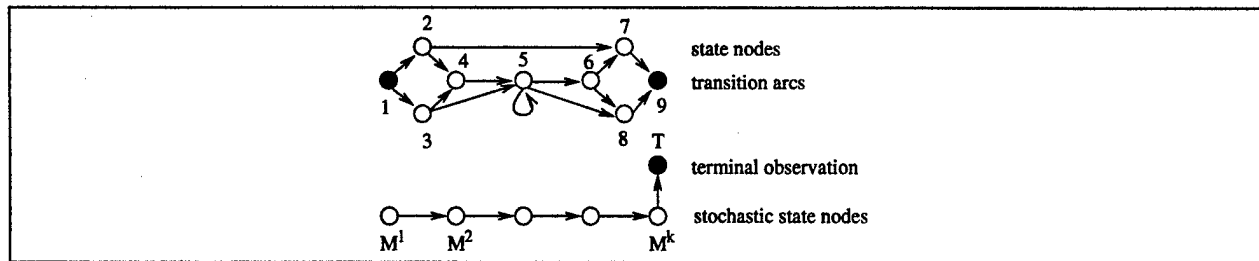 2 7
state nodes
4 5 6
transition arcs
1 9
3 8
T
terminal observation
stochastic state nodes
M¹ M² Mᵏ